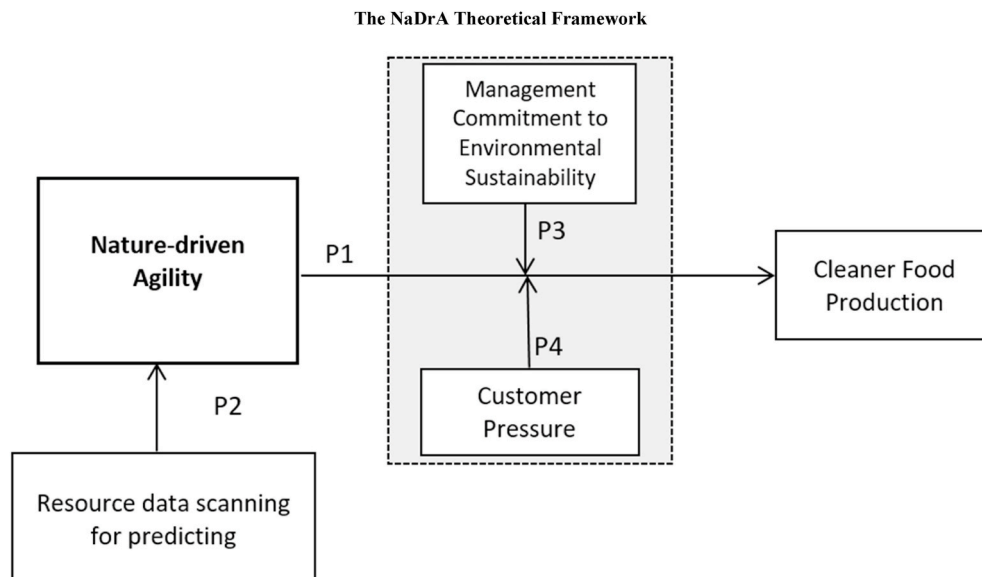 The NaDrA Theoretical Framework
Management
Commitment to
Environmental
Sustainability
P3
Nature-driven
Agility
P1
Cleaner Food
Production
P4
Customer
Pressure
P2
Resource data scanning
for predicting